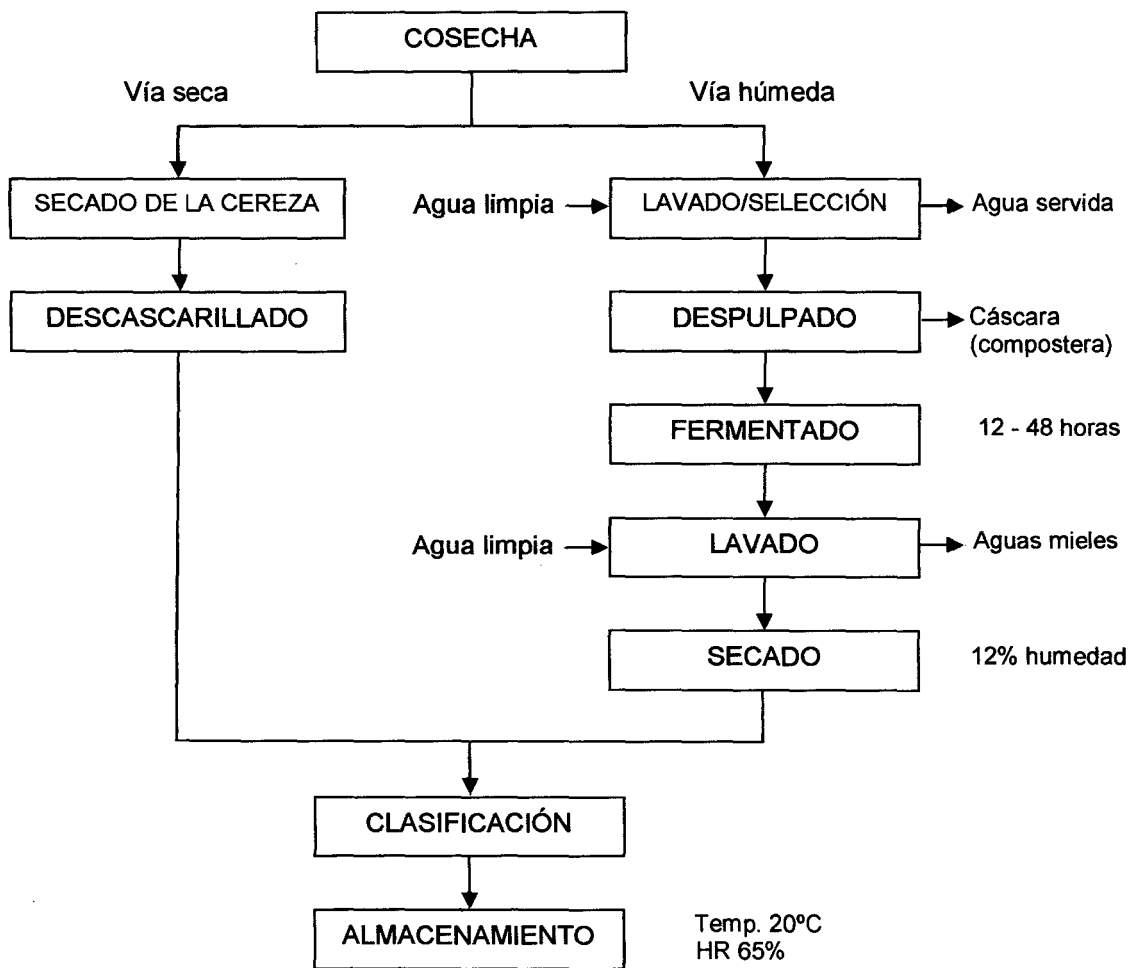 COSECHA
Vía seca
Vía húmeda
SECADO DE LA CEREZA
Agua limpia
LAVADO/SELECCIÓN
Agua servida
DESCASCARILLADO
DESPULPADO
Cáscara
(compostera)
FERMENTADO
12 - 48 horas
Agua limpia
LAVADO
Aguas mieles
SECADO
12% humedad
CLASIFICACIÓN
ALMACENAMIENTO
Temp. 20ºC
HR 65%